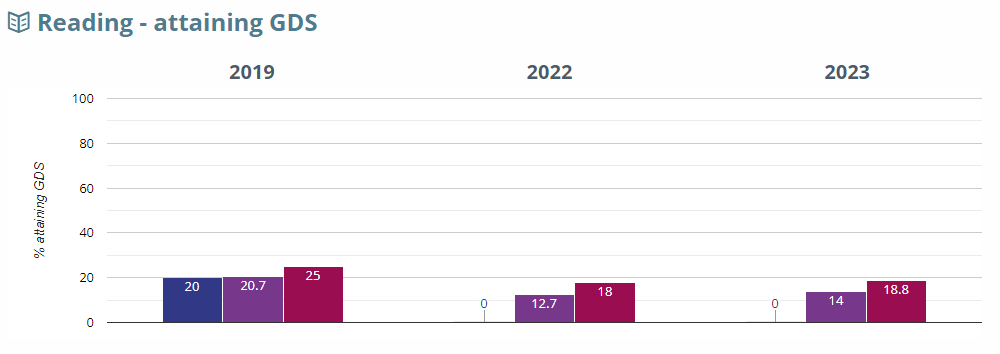 Reading - attaining GDS
2019 2022 2023
% attaining GDS
100
80
60
40
20
0
20 20.7 25
0 12.7 18
0 14 18.8